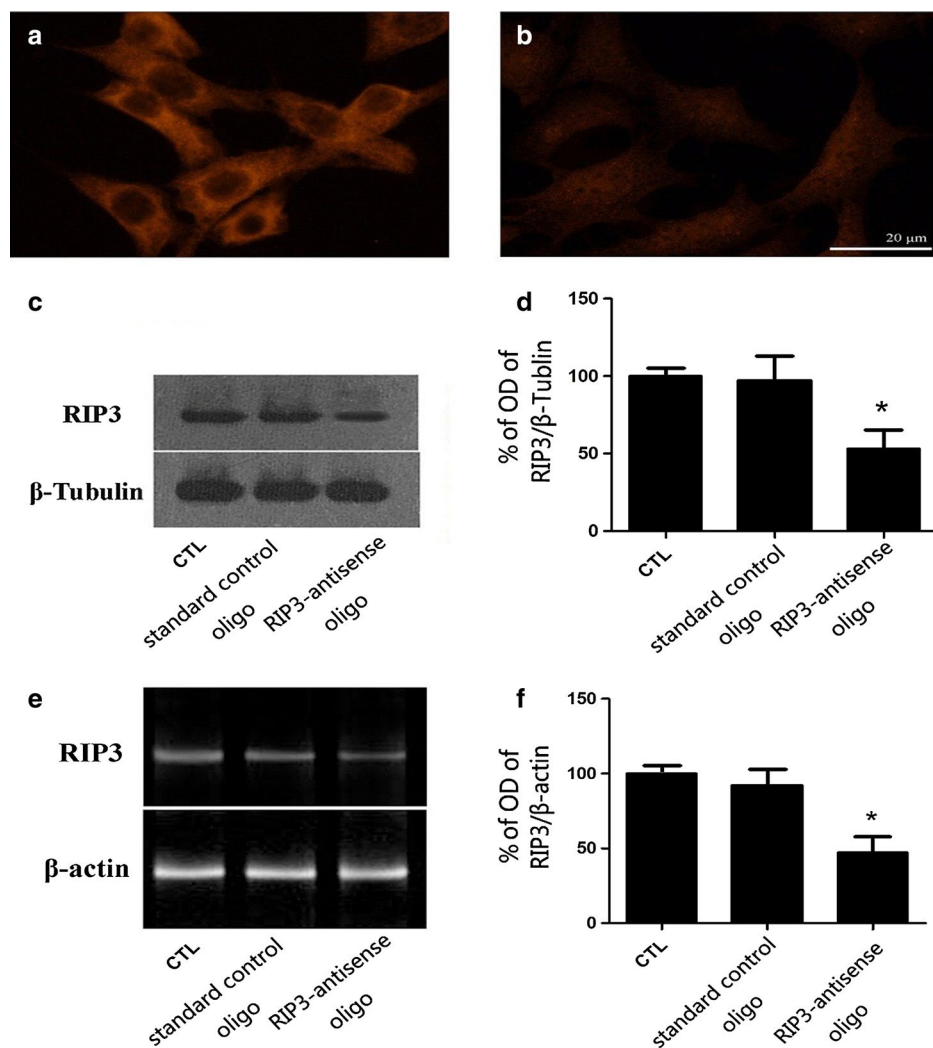 a
b
20 μm
c
RIP3
β-Tubulin
CTL
standard control
oligo
RIP3-antisense
oligo
d
% of OD of
RIP3/β-Tublin
150
100
50
0
*
CTL
standard control
oligo
RIP3-antisense
oligo
e
RIP3
β-actin
CTL
standard control
oligo
RIP3-antisense
oligo
f
% of OD of
RIP3/β-actin
150
100
50
0
*
CTL
standard control
oligo
RIP3-antisense
oligo